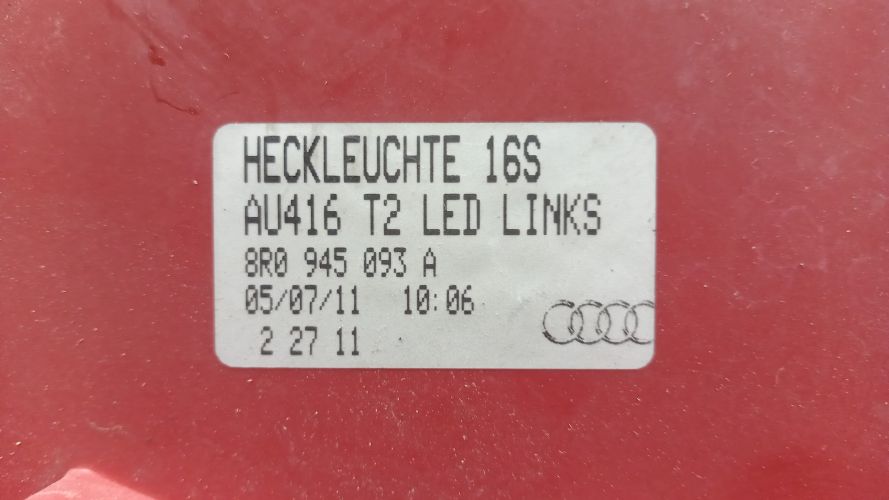 HECKLEUCHTE 16S
AU416 T2 LED LINKS
8R0 945 093 A
05/07/11 10:06
2 27 11